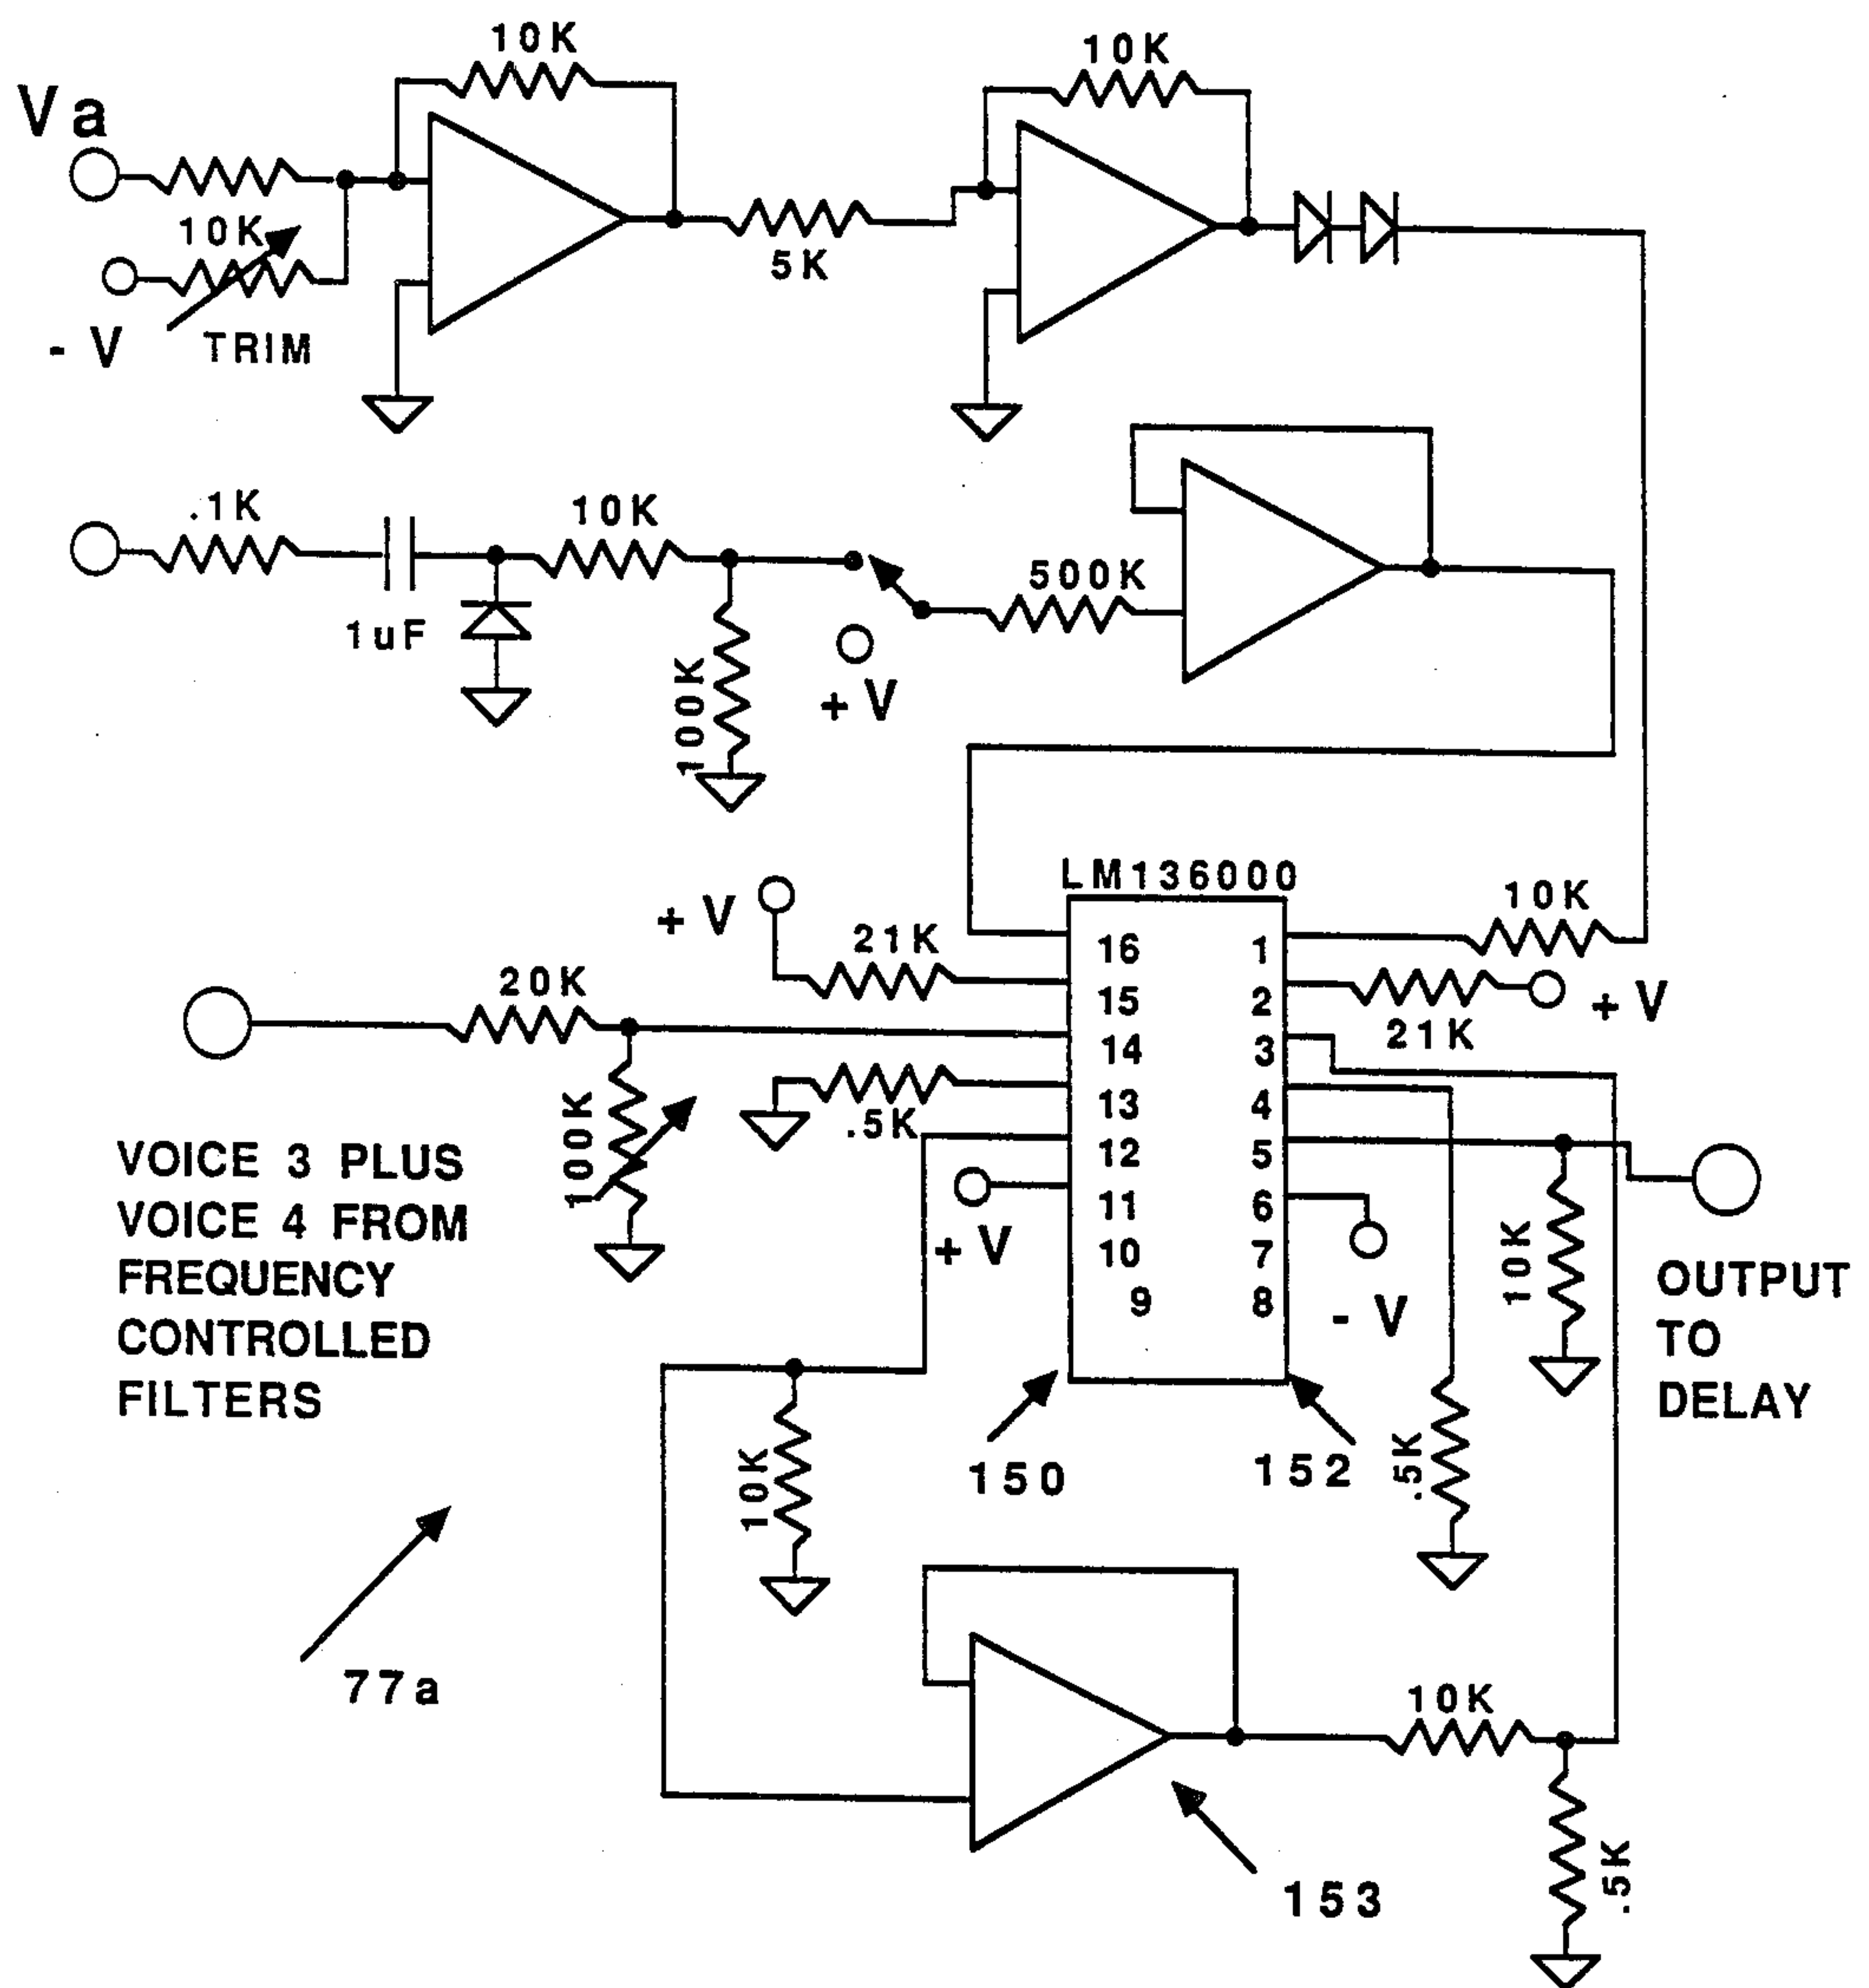 10K
10K
Va
10K
5K
- V
TRIM
.1K
10K
500K
1uF
100K
+ V
LM136000
+ V
21K
10K
16
1
20K
15
2
+ V
21K
14
3
100K
.5K
13
4
12
5
11
6
+ V
10
7
9
8
- V
10K
VOICE 3 PLUS
VOICE 4 FROM
FREQUENCY
CONTROLLED
FILTERS
OUTPUT
TO
DELAY
10K
150
152
.5K
77a
10K
153
.5K